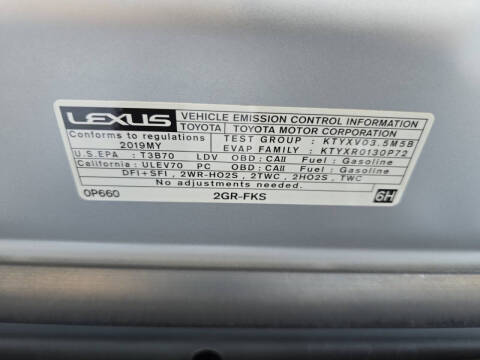 LEXUS VEHICLE EMISSION CONTROL INFORMATION
TOYOTA TOYOTA MOTOR CORPORATION
Conforms to regulations TEST GROUP : KTYXV03.5M5B
2019MY EVAP FAMILY : KTYXR0130P72
U.S.EPA : T3B70 LDV OBD : CAⅡ Fuel : Gasoline
California : ULEV70 PC OBD : CAⅡ Fuel : Gasoline
DFI+SFI , 2WR-HO2S , 2TWC , 2HO2S , TWC
No adjustments needed.
0P660 2GR-FKS 6H